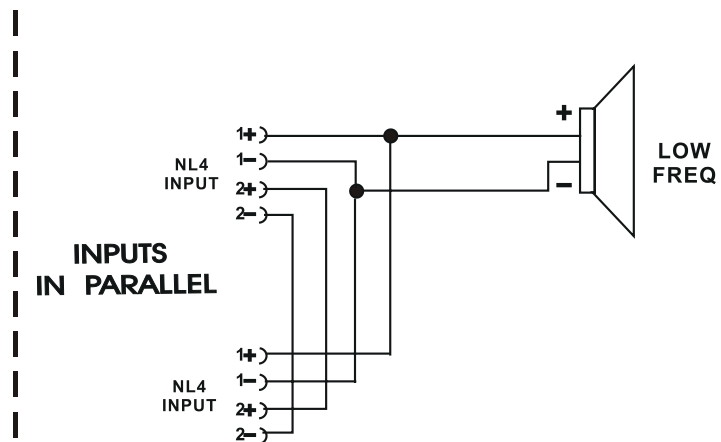 1+
1−
NL4
INPUT
2+
2−
+
−
LOW
FREQ
INPUTS
IN PARALLEL
1+
1−
NL4
INPUT
2+
2−